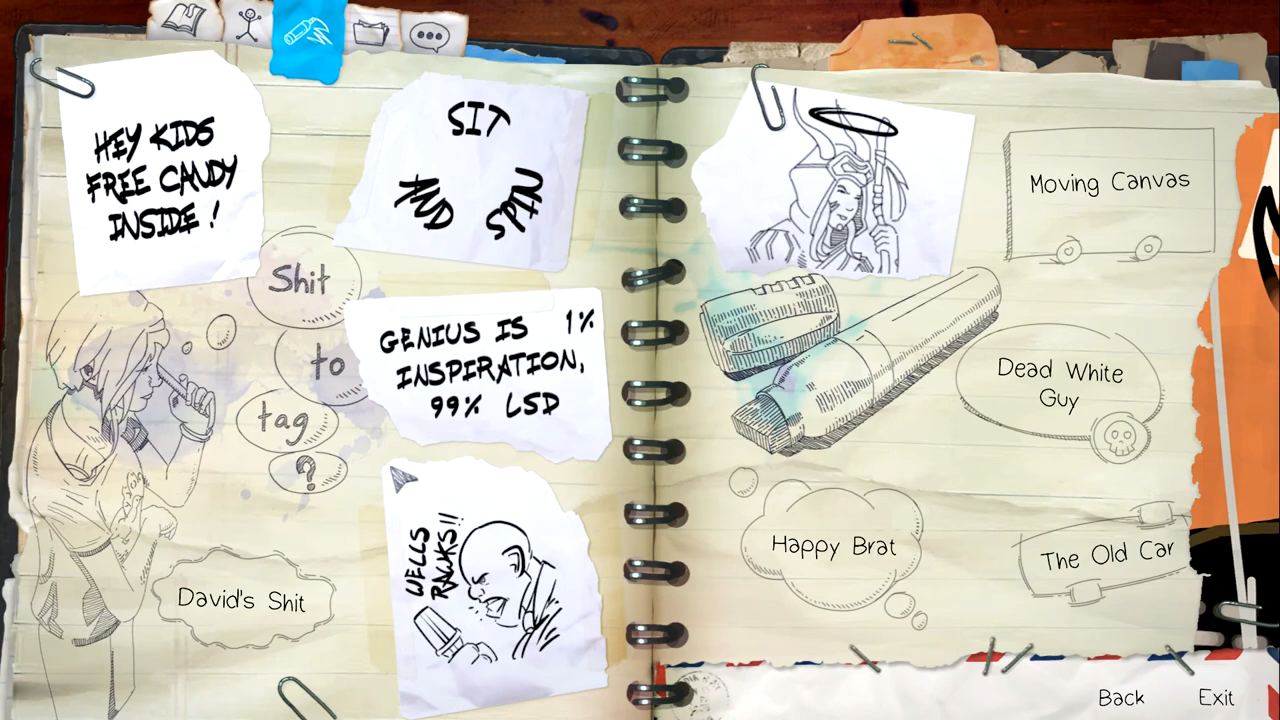 HEY KIDS
FREE CANDY
INSIDE!
SIT
AND
SPIN
Shit
to
tag
?
GENIUS IS 1%
INSPIRATION,
99% LSD
WELLS
RACKS!!
David's Shit
Moving Canvas
Dead White
Guy
Happy Brat
The Old Car
Back
Exit